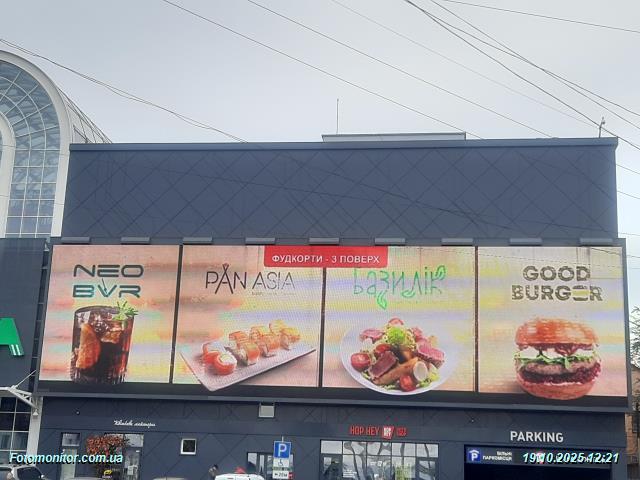 ФУДКОРТИ - 3 ПОВЕРХ
NEO
BAR
PAN ASIA
Базилік
GOOD
BURGER
HOP HEY
PARKING
P
P
Fotomonitor.com.ua
19.10.2025 12:21